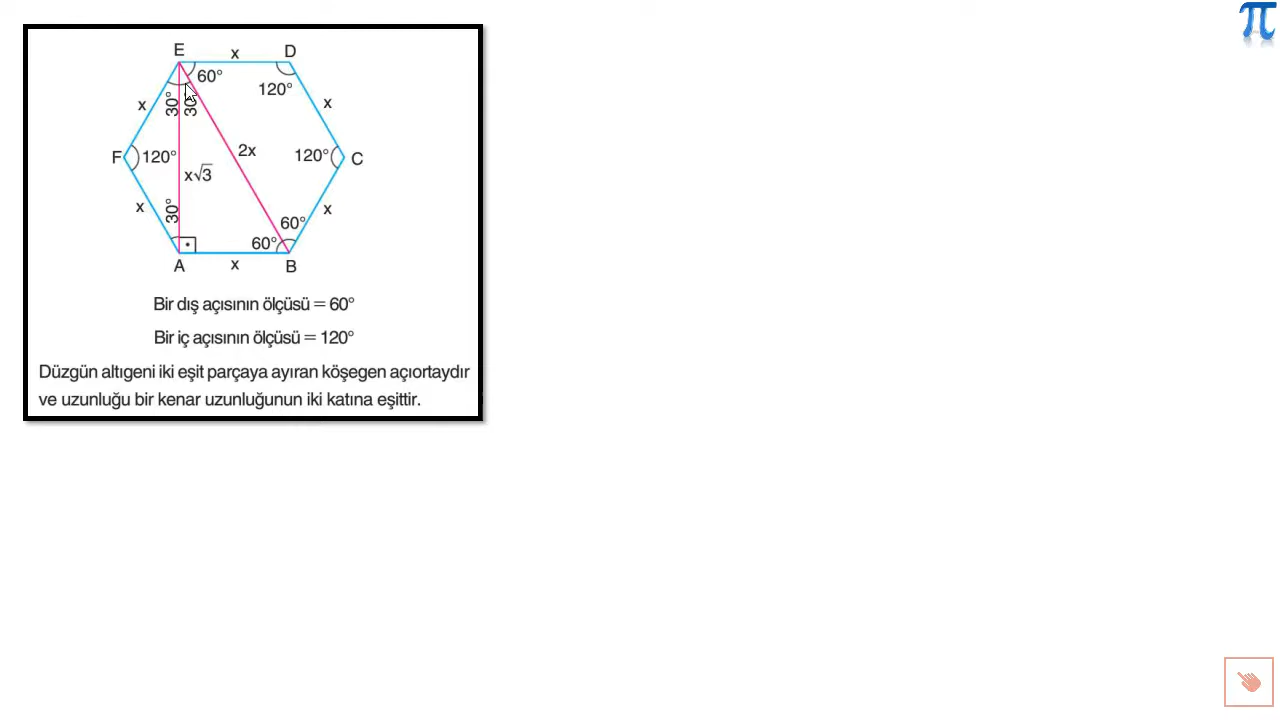 E x D
60°
120°
x 30° 30° x
F 120° 2x 120° C
x√3
x 30° x
60°
60°
A x B
Bir dış açısının ölçüsü = 60°
Bir iç açısının ölçüsü = 120°
Düzgün altıgeni iki eşit parçaya ayıran köşegen açıortaydır
ve uzunluğu bir kenar uzunluğunun iki katına eşittir.
π